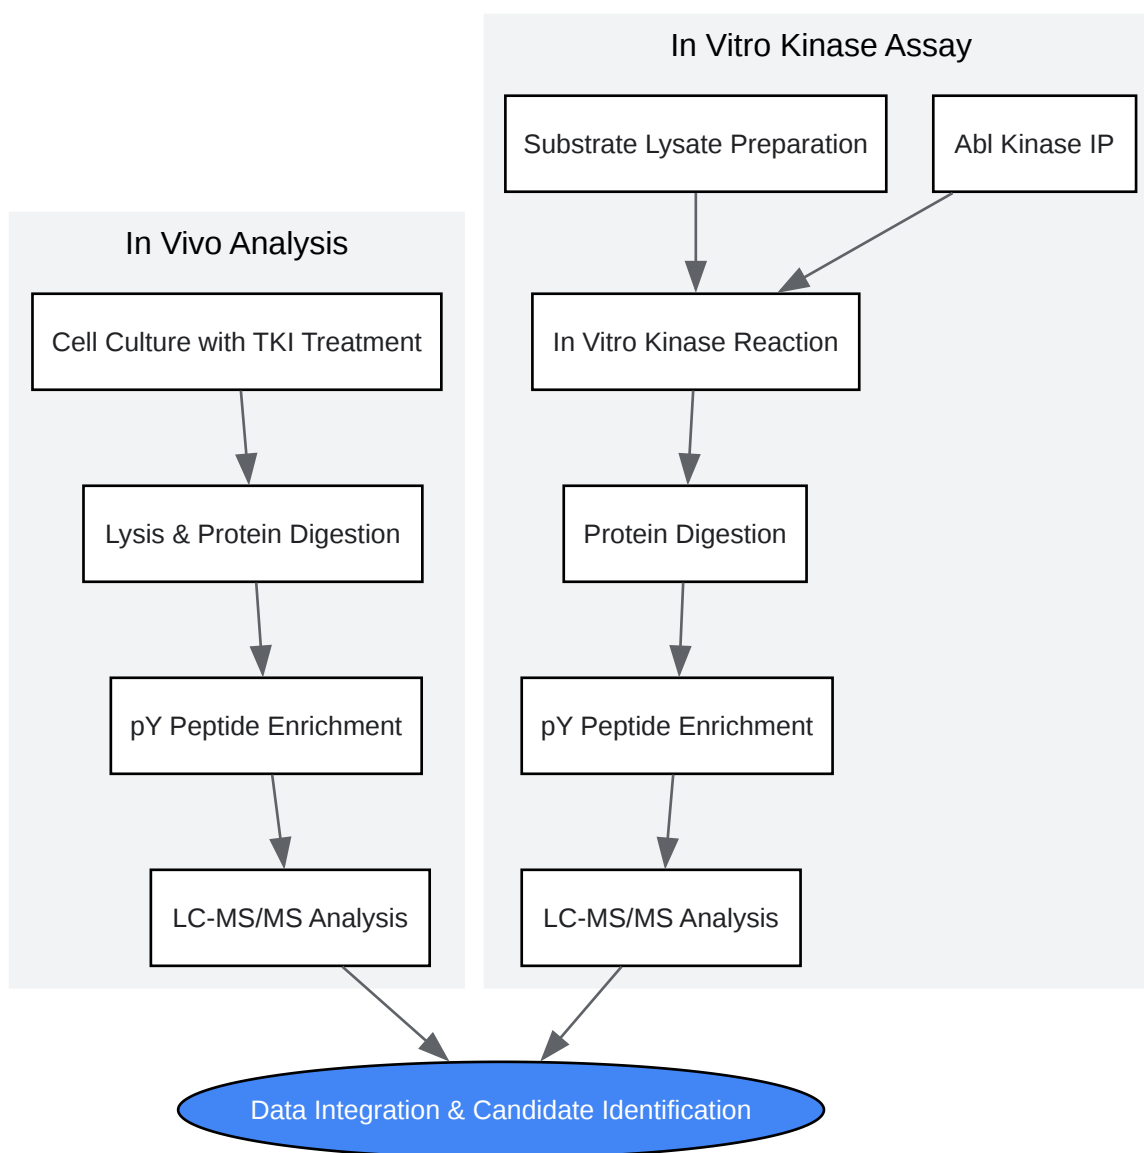 In Vivo Analysis
Cell Culture with TKI Treatment
Lysis & Protein Digestion
pY Peptide Enrichment
LC-MS/MS Analysis
In Vitro Kinase Assay
Substrate Lysate Preparation
Abl Kinase IP
In Vitro Kinase Reaction
Protein Digestion
pY Peptide Enrichment
LC-MS/MS Analysis
Data Integration & Candidate Identification